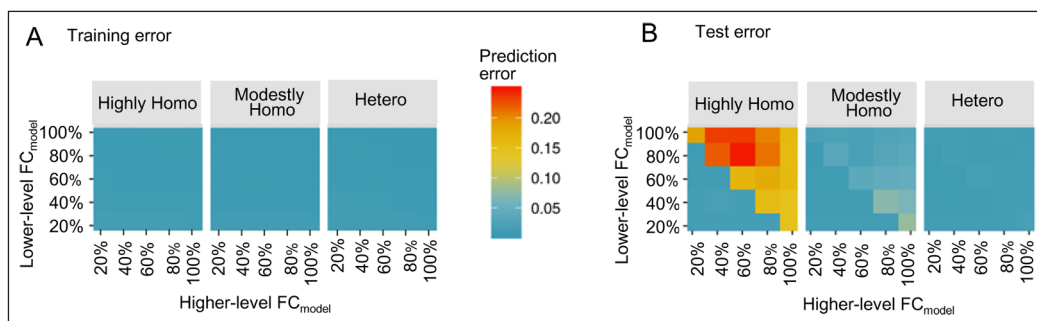 A Training error
B Test error
Prediction
error
0.20
0.15
0.10
0.05
Highly Homo
Modestly
Homo
Hetero
Highly Homo
Modestly
Homo
Hetero
Lower-level FCmodel
100%
80%
60%
40%
20%
20% 40% 60% 80% 100%
20% 40% 60% 80% 100%
20% 40% 60% 80% 100%
Higher-level FCmodel
Lower-level FCmodel
100%
80%
60%
40%
20%
20% 40% 60% 80% 100%
20% 40% 60% 80% 100%
20% 40% 60% 80% 100%
Higher-level FCmodel